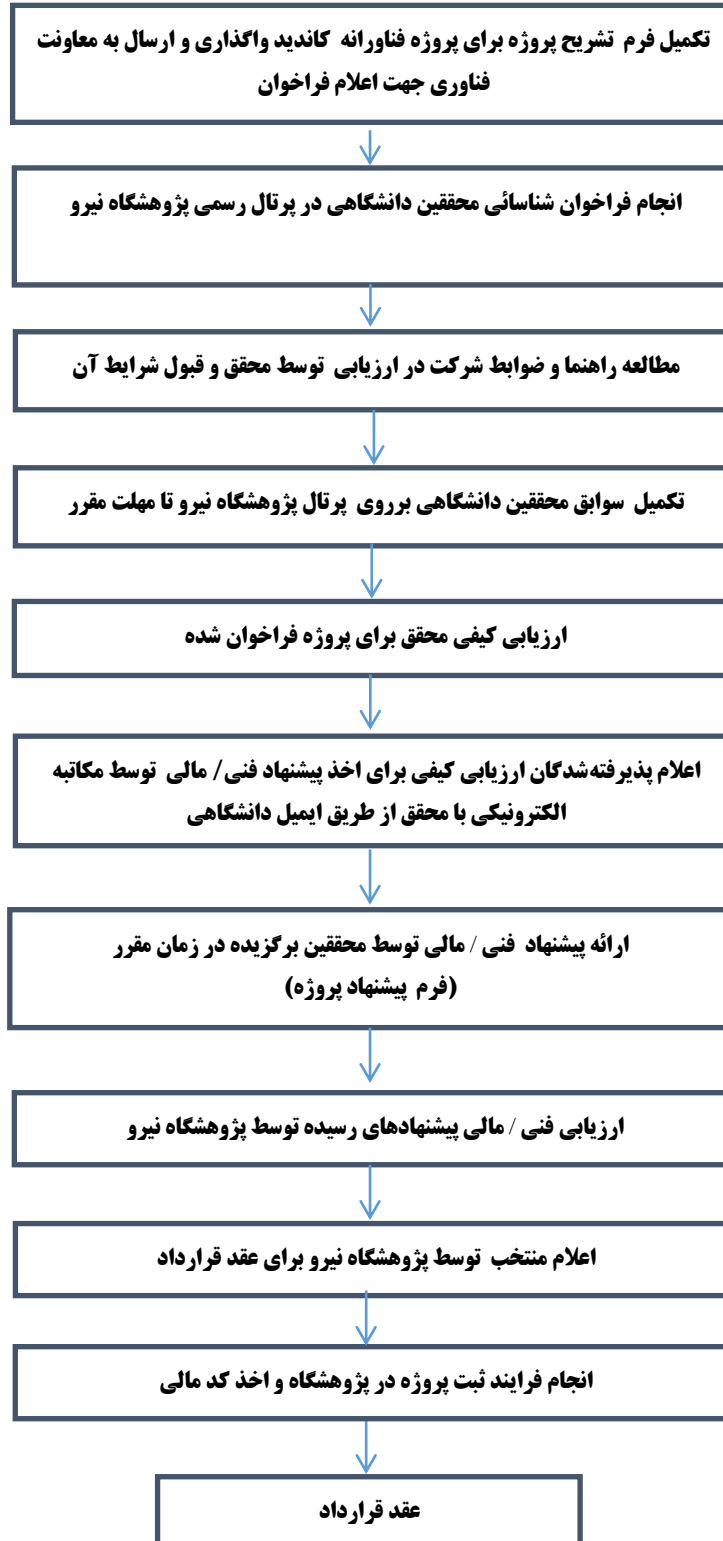 تکمیل فرم تشریح پروژه برای پروژه فناورانه کاندید واگذاری و ارسال به معاونت
فناوری جهت اعلام فراخوان
انجام فراخوان شناسائی محققین دانشگاهی در پرتال رسمی پژوهشگاه نیرو
مطالعه راهنما و ضوابط شرکت در ارزیابی توسط محقق و قبول شرایط آن
تکمیل سوابق محققین دانشگاهی برروی پرتال پژوهشگاه نیرو تا مهلت مقرر
ارزیابی کیفی محقق برای پروژه فراخوان شده
اعلام پذیرفته‌شدگان ارزیابی کیفی برای اخذ پیشنهاد فنی/ مالی توسط مکاتبه
الکترونیکی با محقق از طریق ایمیل دانشگاهی
ارائه پیشنهاد فنی / مالی توسط محققین برگزیده در زمان مقرر
(فرم پیشنهاد پروژه)
ارزیابی فنی / مالی پیشنهادهای رسیده توسط پژوهشگاه نیرو
اعلام منتخب توسط پژوهشگاه نیرو برای عقد قرارداد
انجام فرایند ثبت پروژه در پژوهشگاه و اخذ کد مالی
عقد قرارداد